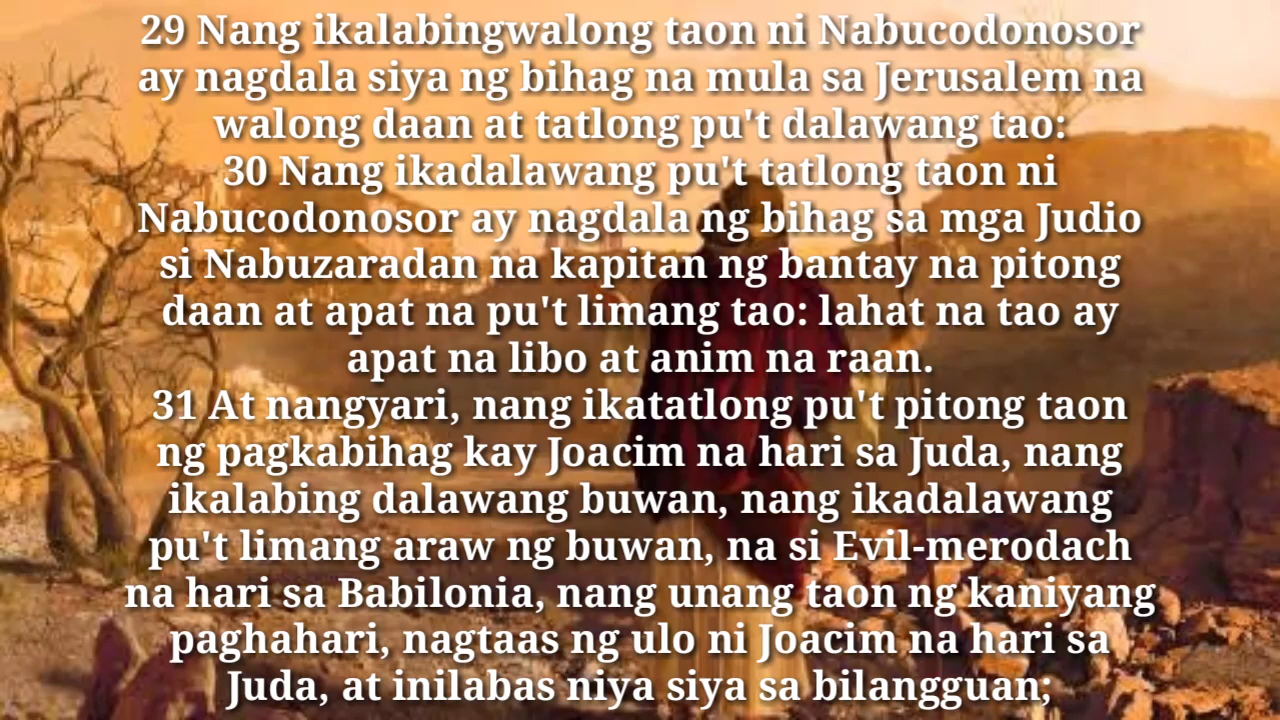 29 Nang ikalabingwalong taon ni Nabucodonosor
ay nagdala siya ng bihag na mula sa Jerusalem na
walong daan at tatlong pu't dalawang tao:
30 Nang ikadalawang pu't tatlong taon ni
Nabucodonosor ay nagdala ng bihag sa mga Judio
si Nabuzaradan na kapitan ng bantay na pitong
daan at apat na pu't limang tao: lahat na tao ay
apat na libo at anim na raan.
31 At nangyari, nang ikatatlong pu't pitong taon
ng pagkabihag kay Joacim na hari sa Juda, nang
ikalabing dalawang buwan, nang ikadalawang
pu't limang araw ng buwan, na si Evil-merodach
na hari sa Babilonia, nang unang taon ng kaniyang
paghahari, nagtaas ng ulo ni Joacim na hari sa
Juda, at inilabas niya siya sa bilangguan;